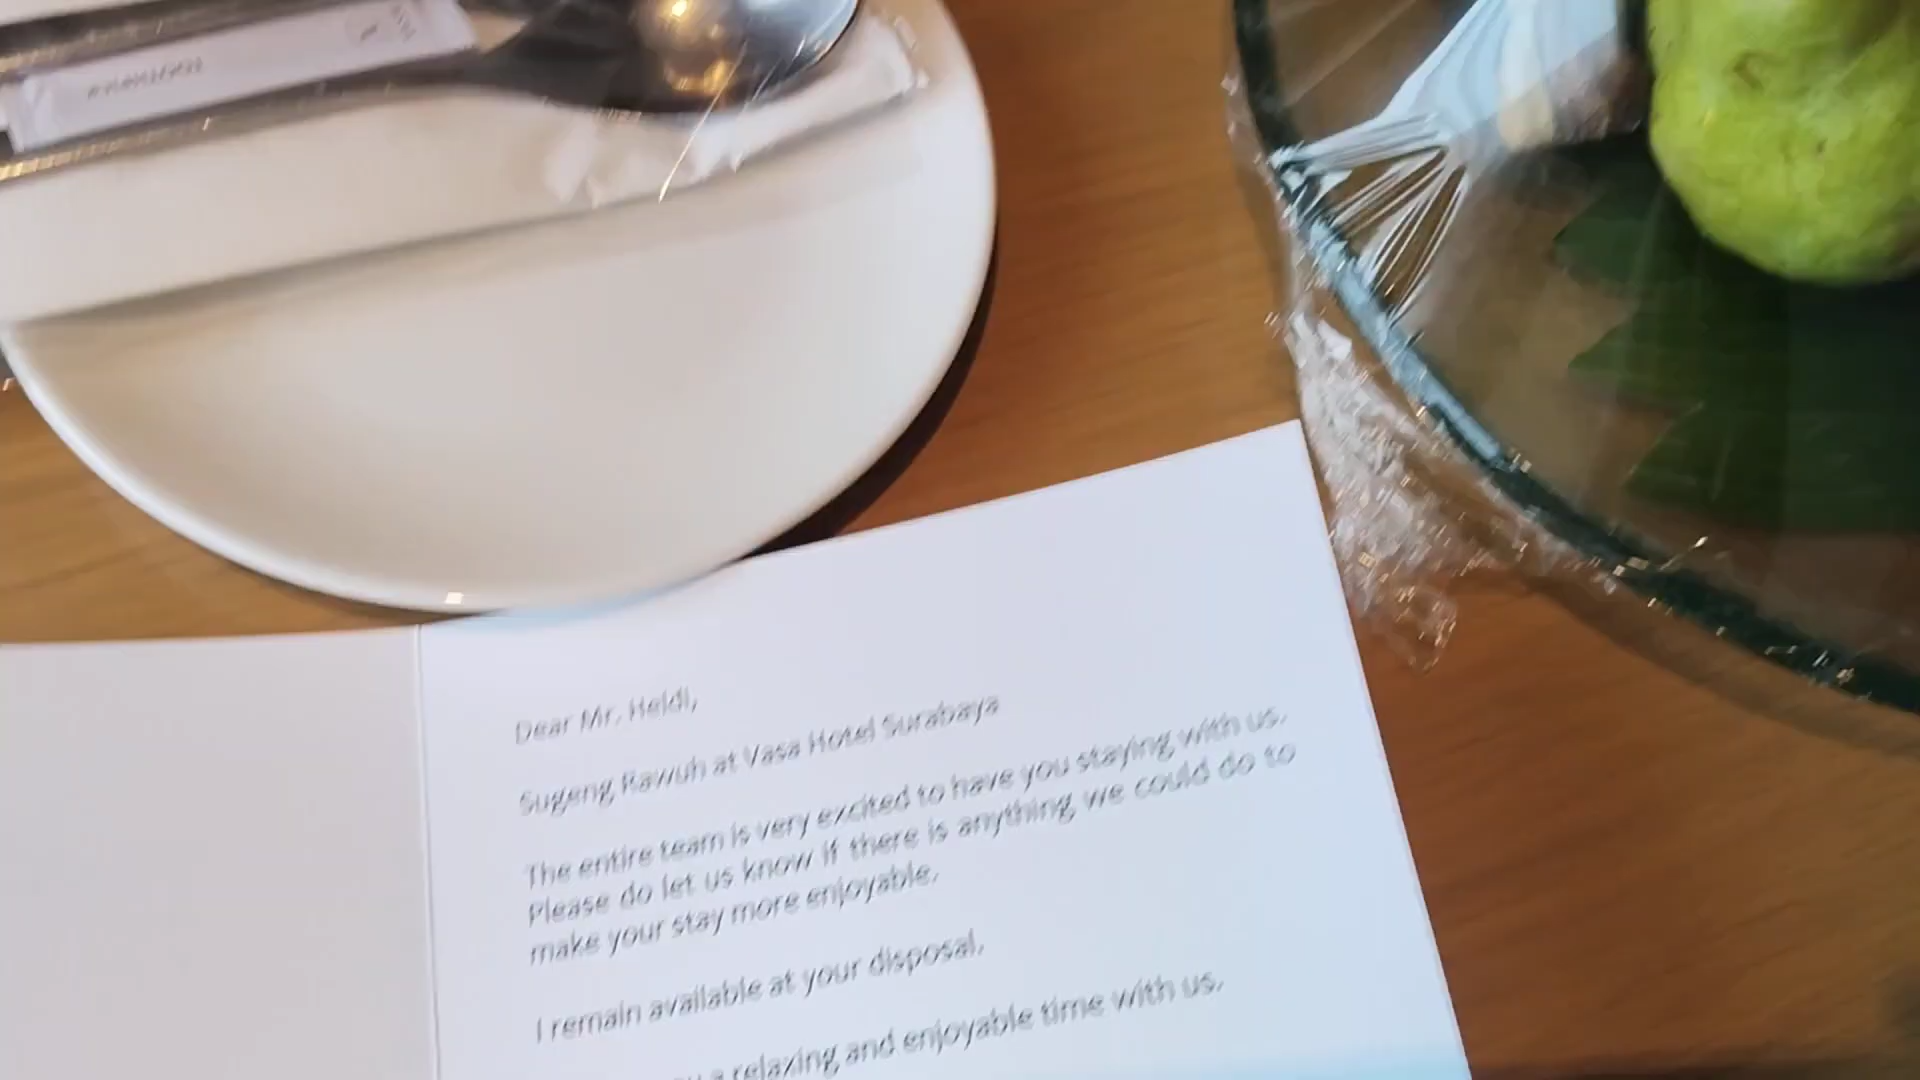 Dear Mr. Heldi,
Sugeng Rawuh at Vasa Hotel Surabaya
The entire team is very excited to have you staying with us.
Please do let us know if there is anything we could do to
make your stay more enjoyable.
I remain available at your disposal.
a relaxing and enjoyable time with us.